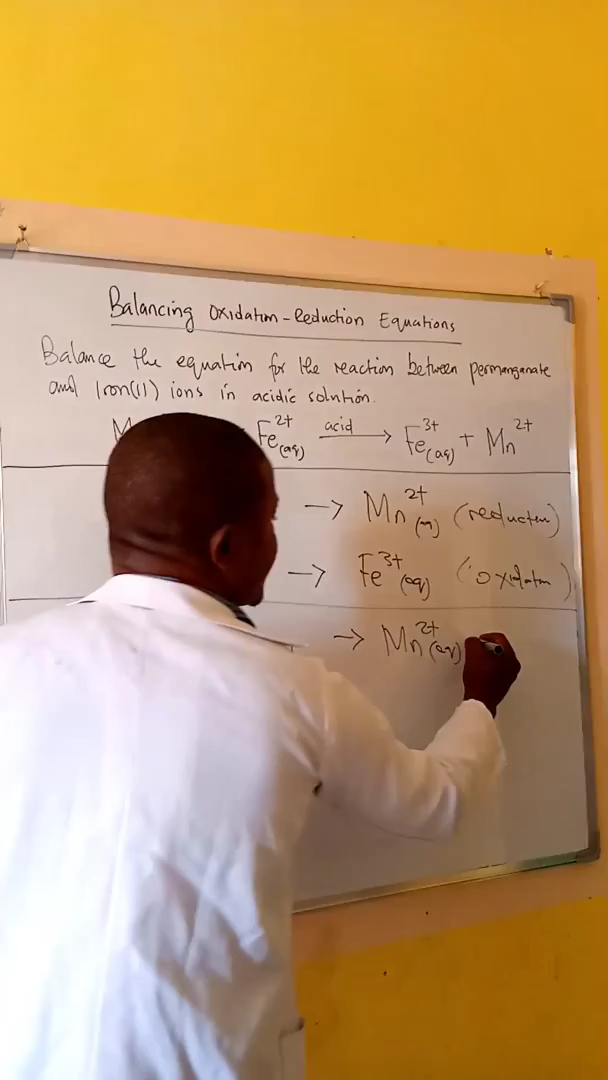 Balancing Oxidation-Reduction Equations
Balance the equation for the reaction between permanganate
and Iron(II) ions in acidic solution.
M Fe²⁺(aq) acid → Fe³⁺(aq) + Mn²⁺
→ Mn²⁺(aq) (reduction)
→ Fe³⁺(aq) (oxidation)
→ Mn²⁺(aq)